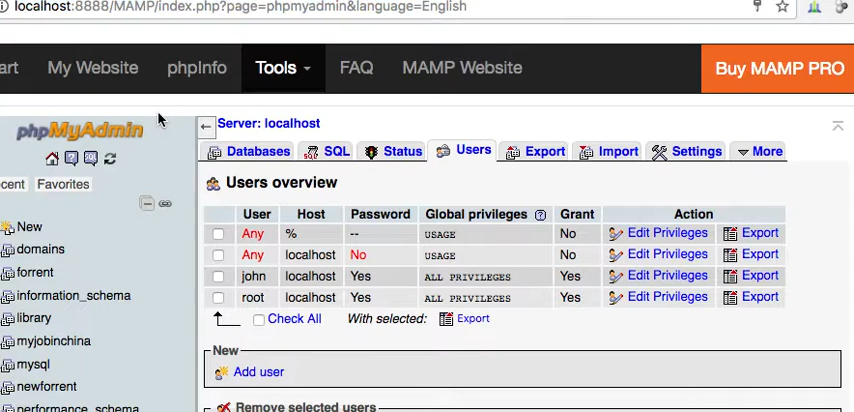 localhost:8888/MAMP/index.php?page=phpmyadmin&language=English
art My Website phpInfo Tools FAQ MAMP Website Buy MAMP PRO
phpMyAdmin
cent Favorites
New
domains
forrent
information_schema
library
myjobinchina
mysql
newforrent
performance_schema
Server: localhost
Databases SQL Status Users Export Import Settings More
Users overview
User Host Password Global privileges Grant Action
Any % -- USAGE No Edit Privileges Export
Any localhost No USAGE No Edit Privileges Export
john localhost Yes ALL PRIVILEGES Yes Edit Privileges Export
root localhost Yes ALL PRIVILEGES Yes Edit Privileges Export
Check All With selected: Export
New
Add user
Remove selected users